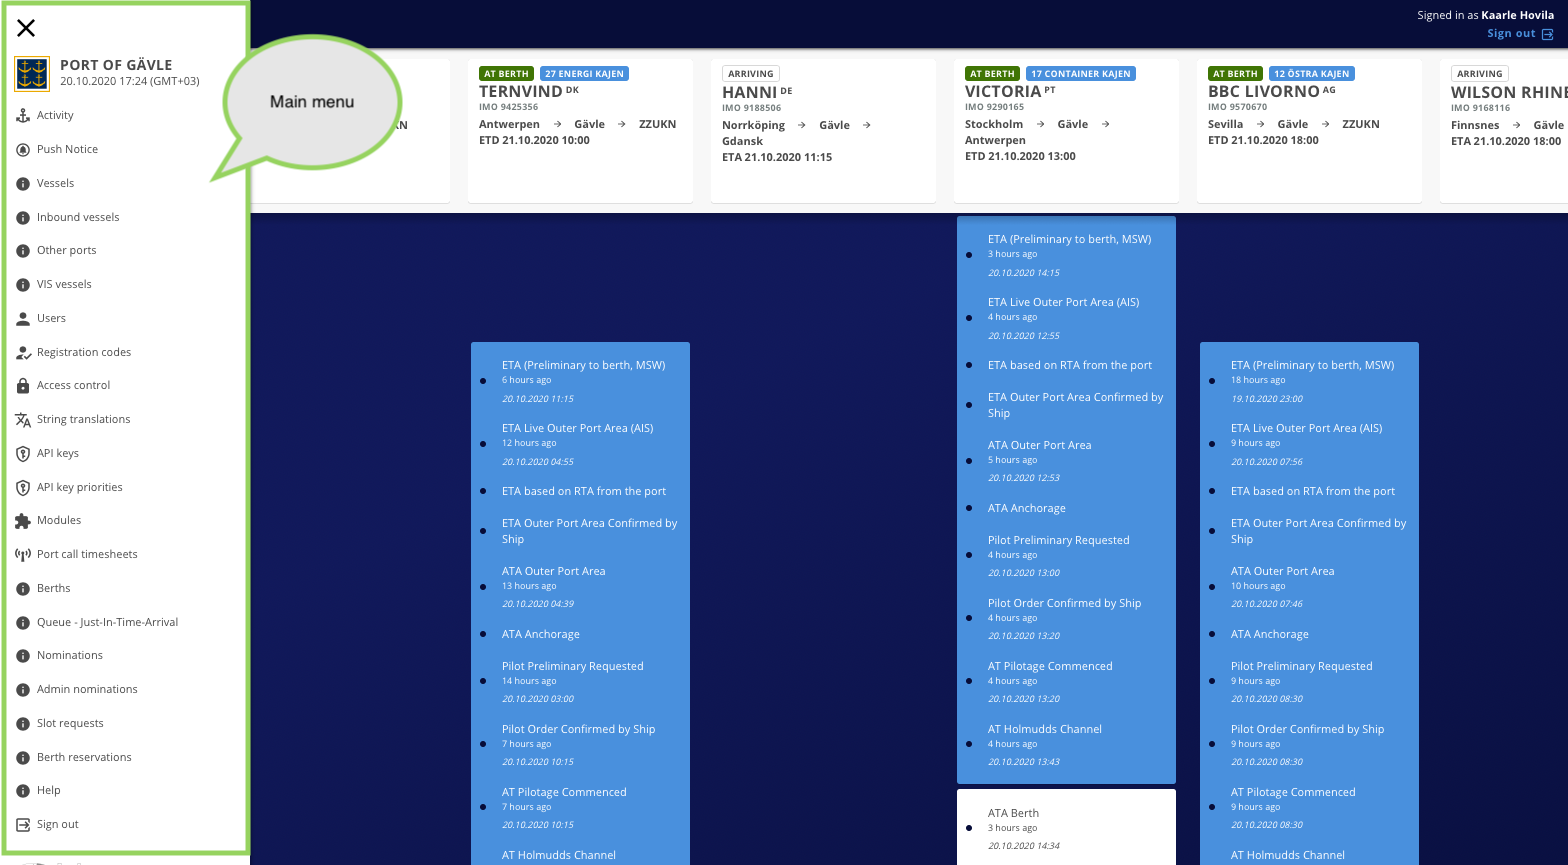 PORT OF GÄVLE
20.10.2020 17:24 (GMT+03)
Activity
Push Notice
Vessels
Inbound vessels
Other ports
VIS vessels
Users
Registration codes
Access control
String translations
API keys
API key priorities
Modules
Port call timesheets
Berths
Queue - Just-In-Time-Arrival
Nominations
Admin nominations
Slot requests
Berth reservations
Help
Sign out
Main menu
Signed in as Kaarle Hovila
Sign out
AT BERTH 27 ENERGI KAJEN
TERNVIND DK
IMO 9425356
Antwerpen → Gävle → ZZUKN
ETD 21.10.2020 10:00
ARRIVING
HANNI DE
IMO 9188506
Norrköping → Gävle →
Gdansk
ETA 21.10.2020 11:15
AT BERTH 17 CONTAINER KAJEN
VICTORIA PT
IMO 9290165
Stockholm → Gävle →
Antwerpen
ETD 21.10.2020 13:00
AT BERTH 12 ÖSTRA KAJEN
BBC LIVORNO AG
IMO 9570670
Sevilla → Gävle → ZZUKN
ETD 21.10.2020 18:00
ARRIVING
WILSON RHINE
IMO 9168116
Finnsnes → Gävle
ETA 21.10.2020 18:00
ETA (Preliminary to berth, MSW)
6 hours ago
20.10.2020 11:15
ETA Live Outer Port Area (AIS)
12 hours ago
20.10.2020 04:55
ETA based on RTA from the port
ETA Outer Port Area Confirmed by
Ship
ATA Outer Port Area
13 hours ago
20.10.2020 04:39
ATA Anchorage
Pilot Preliminary Requested
14 hours ago
20.10.2020 03:00
Pilot Order Confirmed by Ship
7 hours ago
20.10.2020 10:15
AT Pilotage Commenced
7 hours ago
20.10.2020 10:15
AT Holmudds Channel
ETA (Preliminary to berth, MSW)
3 hours ago
20.10.2020 14:15
ETA Live Outer Port Area (AIS)
4 hours ago
20.10.2020 12:55
ETA based on RTA from the port
ETA Outer Port Area Confirmed by
Ship
ATA Outer Port Area
5 hours ago
20.10.2020 12:53
ATA Anchorage
Pilot Preliminary Requested
4 hours ago
20.10.2020 13:00
Pilot Order Confirmed by Ship
4 hours ago
20.10.2020 13:20
AT Pilotage Commenced
4 hours ago
20.10.2020 13:20
AT Holmudds Channel
4 hours ago
20.10.2020 13:43
ATA Berth
3 hours ago
20.10.2020 14:34
ETA (Preliminary to berth, MSW)
18 hours ago
19.10.2020 23:00
ETA Live Outer Port Area (AIS)
9 hours ago
20.10.2020 07:56
ETA based on RTA from the port
ETA Outer Port Area Confirmed by
Ship
ATA Outer Port Area
10 hours ago
20.10.2020 07:46
ATA Anchorage
Pilot Preliminary Requested
9 hours ago
20.10.2020 08:30
Pilot Order Confirmed by Ship
9 hours ago
20.10.2020 08:30
AT Pilotage Commenced
9 hours ago
20.10.2020 08:30
AT Holmudds Channel